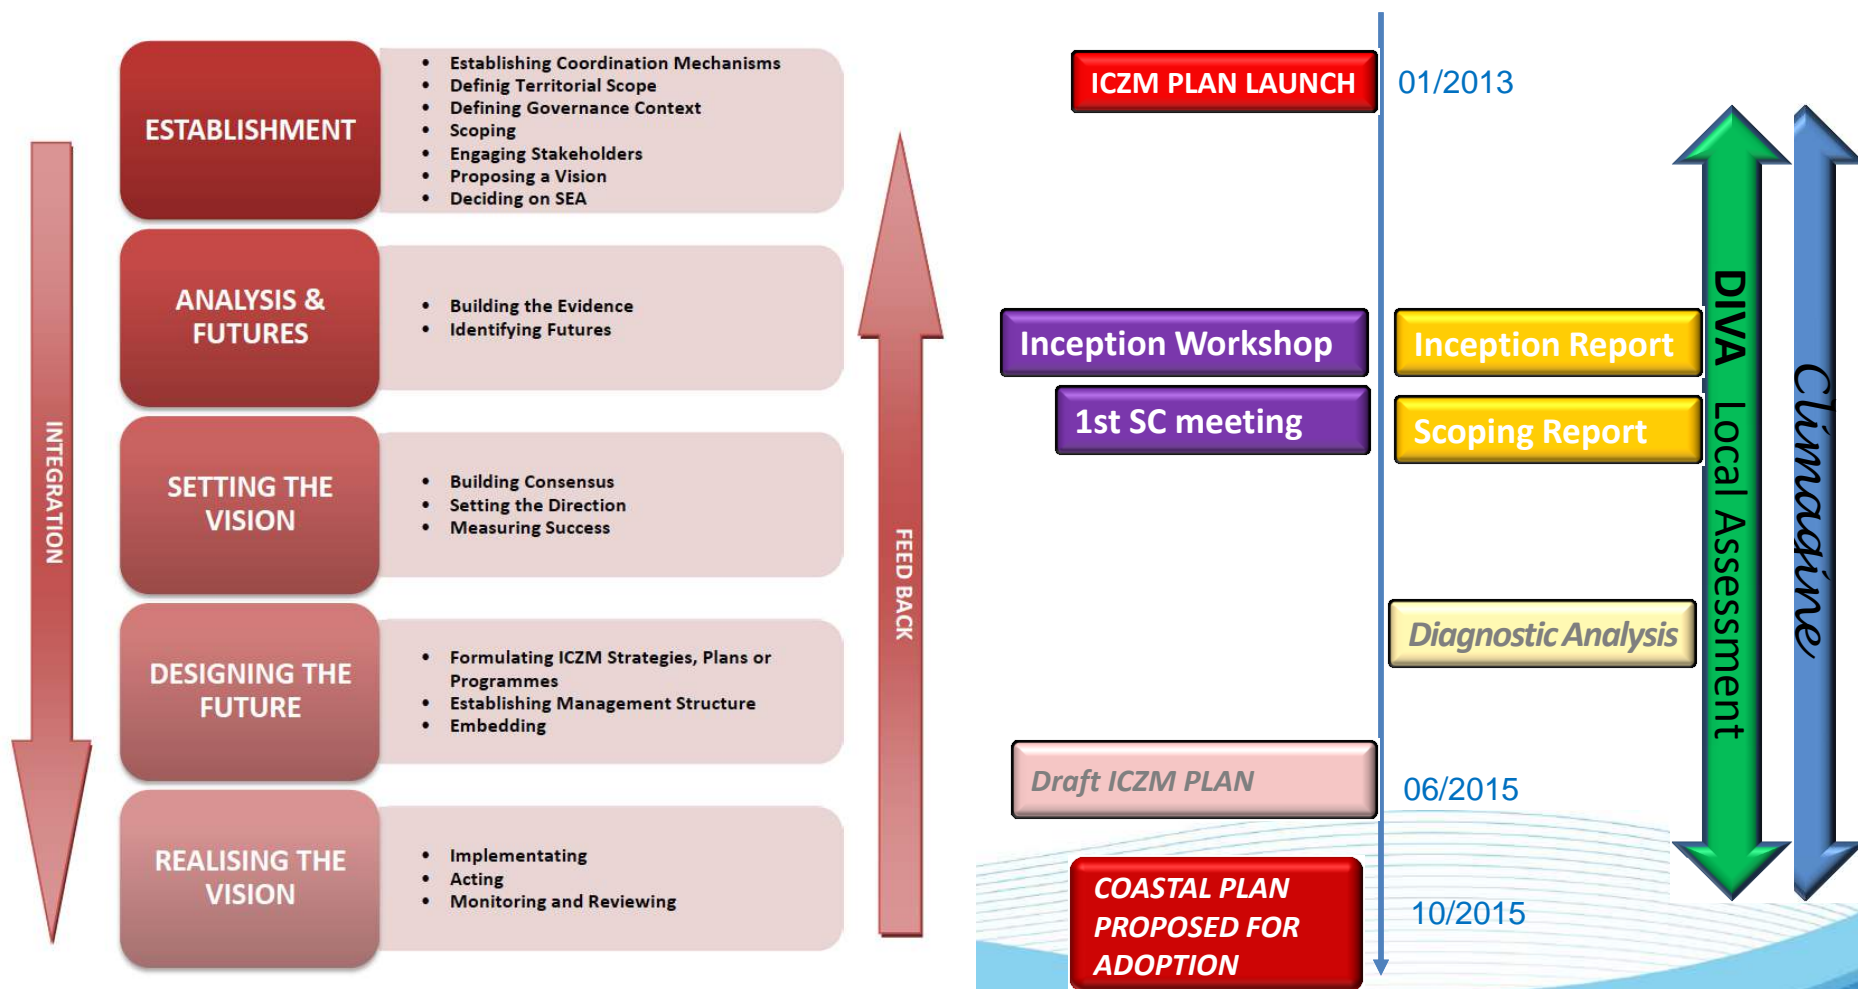 ESTABLISHMENT
• Establishing Coordination Mechanisms
• Definig Territorial Scope
• Defining Governance Context
• Scoping
• Engaging Stakeholders
• Proposing a Vision
• Deciding on SEA
ANALYSIS &
FUTURES
• Building the Evidence
• Identifying Futures
SETTING THE
VISION
• Building Consensus
• Setting the Direction
• Measuring Success
DESIGNING THE
FUTURE
• Formulating ICZM Strategies, Plans or
Programmes
• Establishing Management Structure
• Embedding
REALISING THE
VISION
• Implementating
• Acting
• Monitoring and Reviewing
INTEGRATION
FEED BACK
ICZM PLAN LAUNCH
01/2013
Inception Workshop
Inception Report
1st SC meeting
Scoping Report
Diagnostic Analysis
Draft ICZM PLAN
06/2015
COASTAL PLAN
PROPOSED FOR
ADOPTION
10/2015
DIVA Local Assessment
Climagine